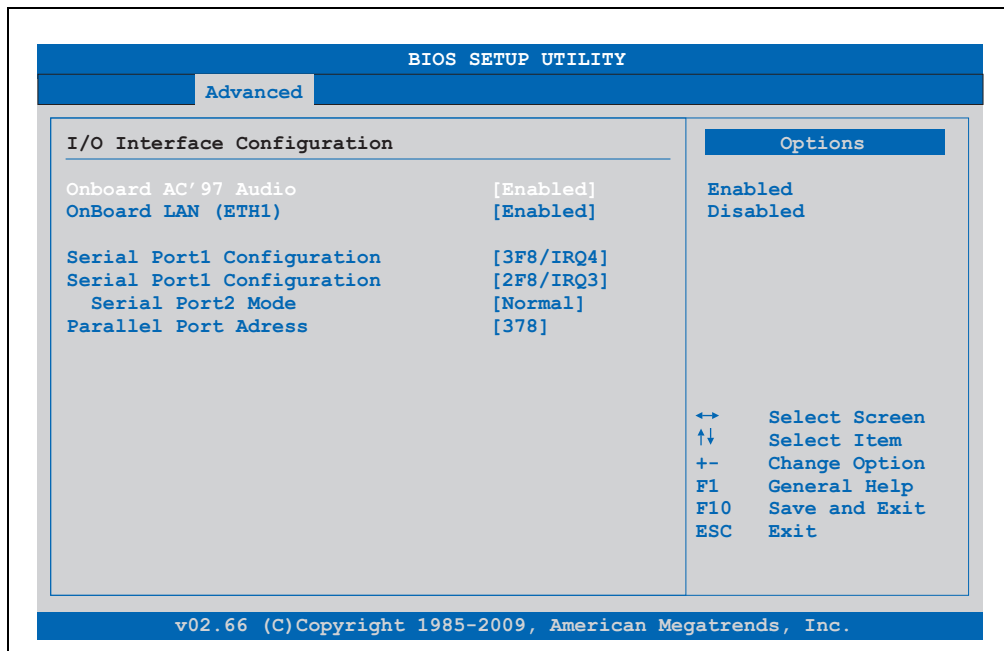 BIOS SETUP UTILITY
Advanced
I/O Interface Configuration
Onboard AC'97 Audio [Enabled]
OnBoard LAN (ETH1) [Enabled]
Serial Port1 Configuration [3F8/IRQ4]
Serial Port1 Configuration [2F8/IRQ3]
Serial Port2 Mode [Normal]
Parallel Port Adress [378]
Options
Enabled
Disabled
↔ Select Screen
↑↓ Select Item
+- Change Option
F1 General Help
F10 Save and Exit
ESC Exit
v02.66 (C)Copyright 1985-2009, American Megatrends, Inc.